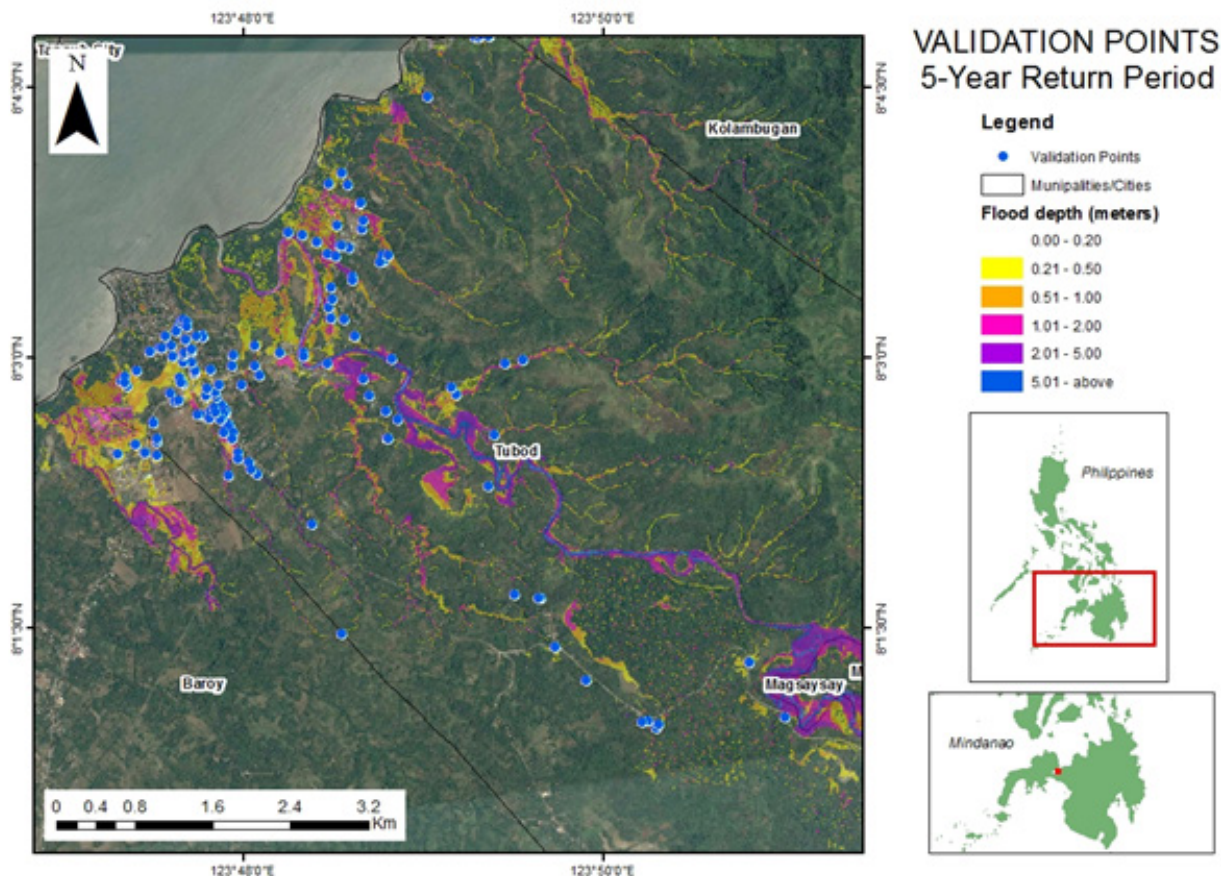 123°48'0"E
123°50'0"E
N
8°4'30"N
8°4'30"N
Kolambugan
8°3'0"N
8°3'0"N
Tubod
8°1'30"N
8°1'30"N
Baroy
Magsaysay
M
0 0.4 0.8 1.6 2.4 3.2
Km
123°48'0"E
123°50'0"E
VALIDATION POINTS
5-Year Return Period
Legend
Validation Points
Munipalities/Cities
Flood depth (meters)
0.00 - 0.20
0.21 - 0.50
0.51 - 1.00
1.01 - 2.00
2.01 - 5.00
5.01 - above
Philippines
Mindanao